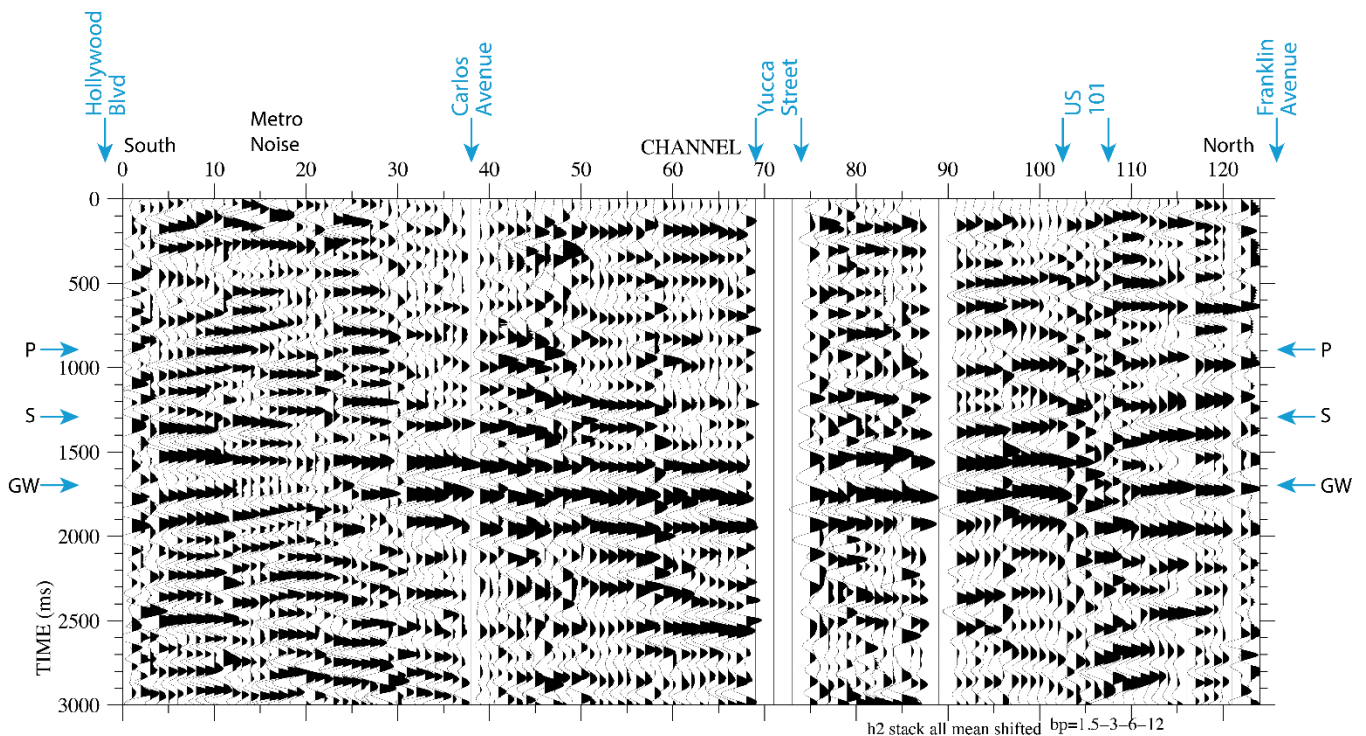 Hollywood
Blvd
Carlos
Avenue
Yucca
Street
US
101
Franklin
Avenue
South
Metro
Noise
CHANNEL
North
0 10 20 30 40 50 60 70 80 90 100 110 120
0
500
P
1000
P
S
S
1500
GW
GW
2000
2500
3000
TIME (ms)
h2 stack all mean shifted bp=1.5-3-6-12